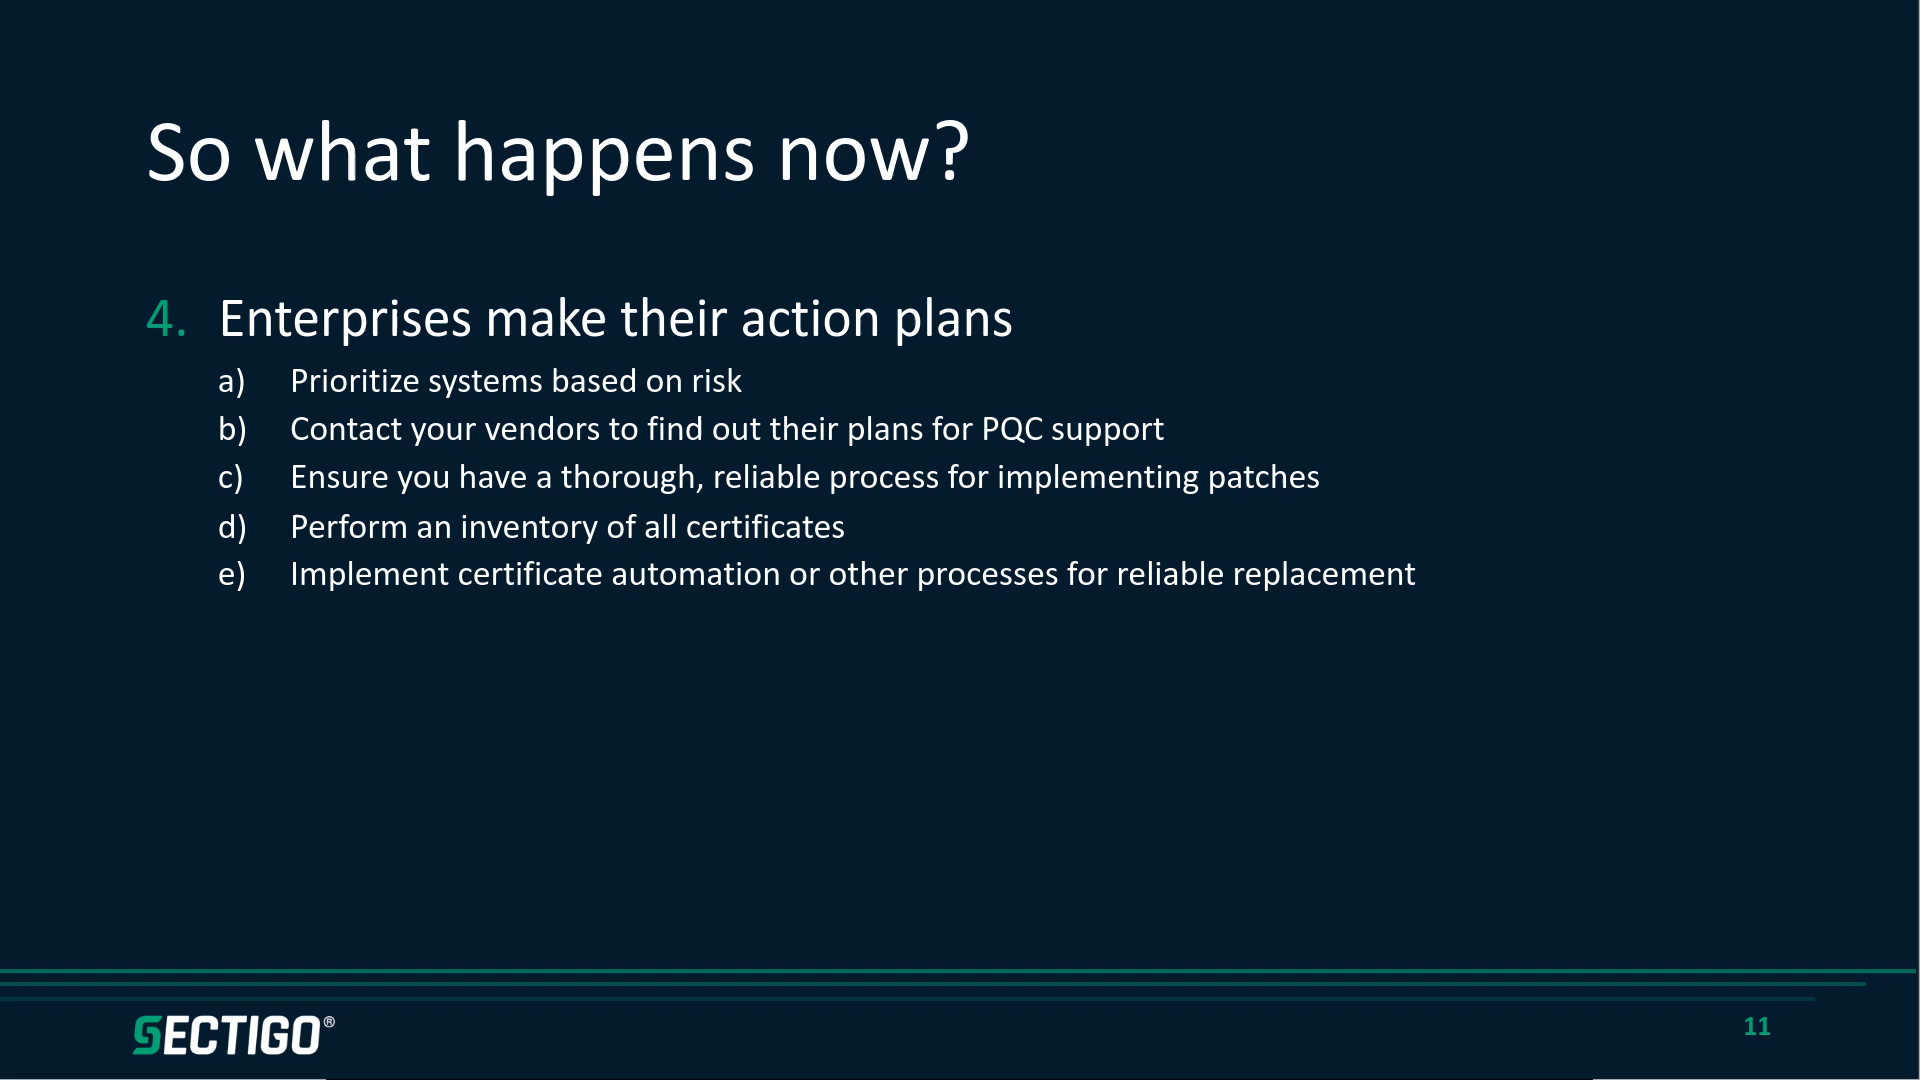 So what happens now?
4. Enterprises make their action plans
a) Prioritize systems based on risk
b) Contact your vendors to find out their plans for PQC support
c) Ensure you have a thorough, reliable process for implementing patches
d) Perform an inventory of all certificates
e) Implement certificate automation or other processes for reliable replacement
SECTIGO®
11